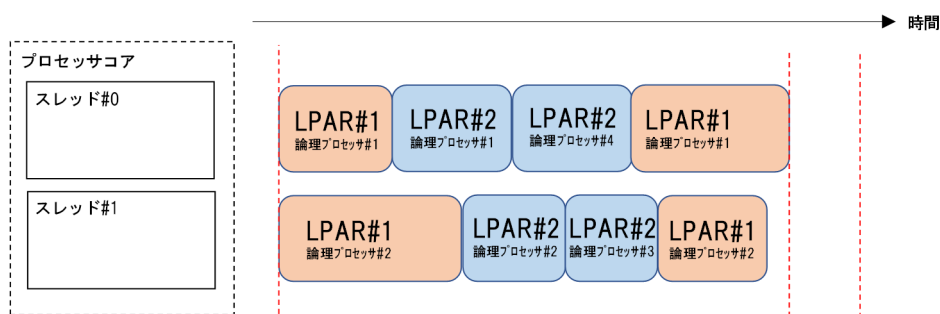 時間
プロセッサコア
スレッド#0
LPAR#1
論理プロセッサ#1
LPAR#2
論理プロセッサ#1
LPAR#2
論理プロセッサ#4
LPAR#1
論理プロセッサ#1
スレッド#1
LPAR#1
論理プロセッサ#2
LPAR#2
論理プロセッサ#2
LPAR#2
論理プロセッサ#3
LPAR#1
論理プロセッサ#2